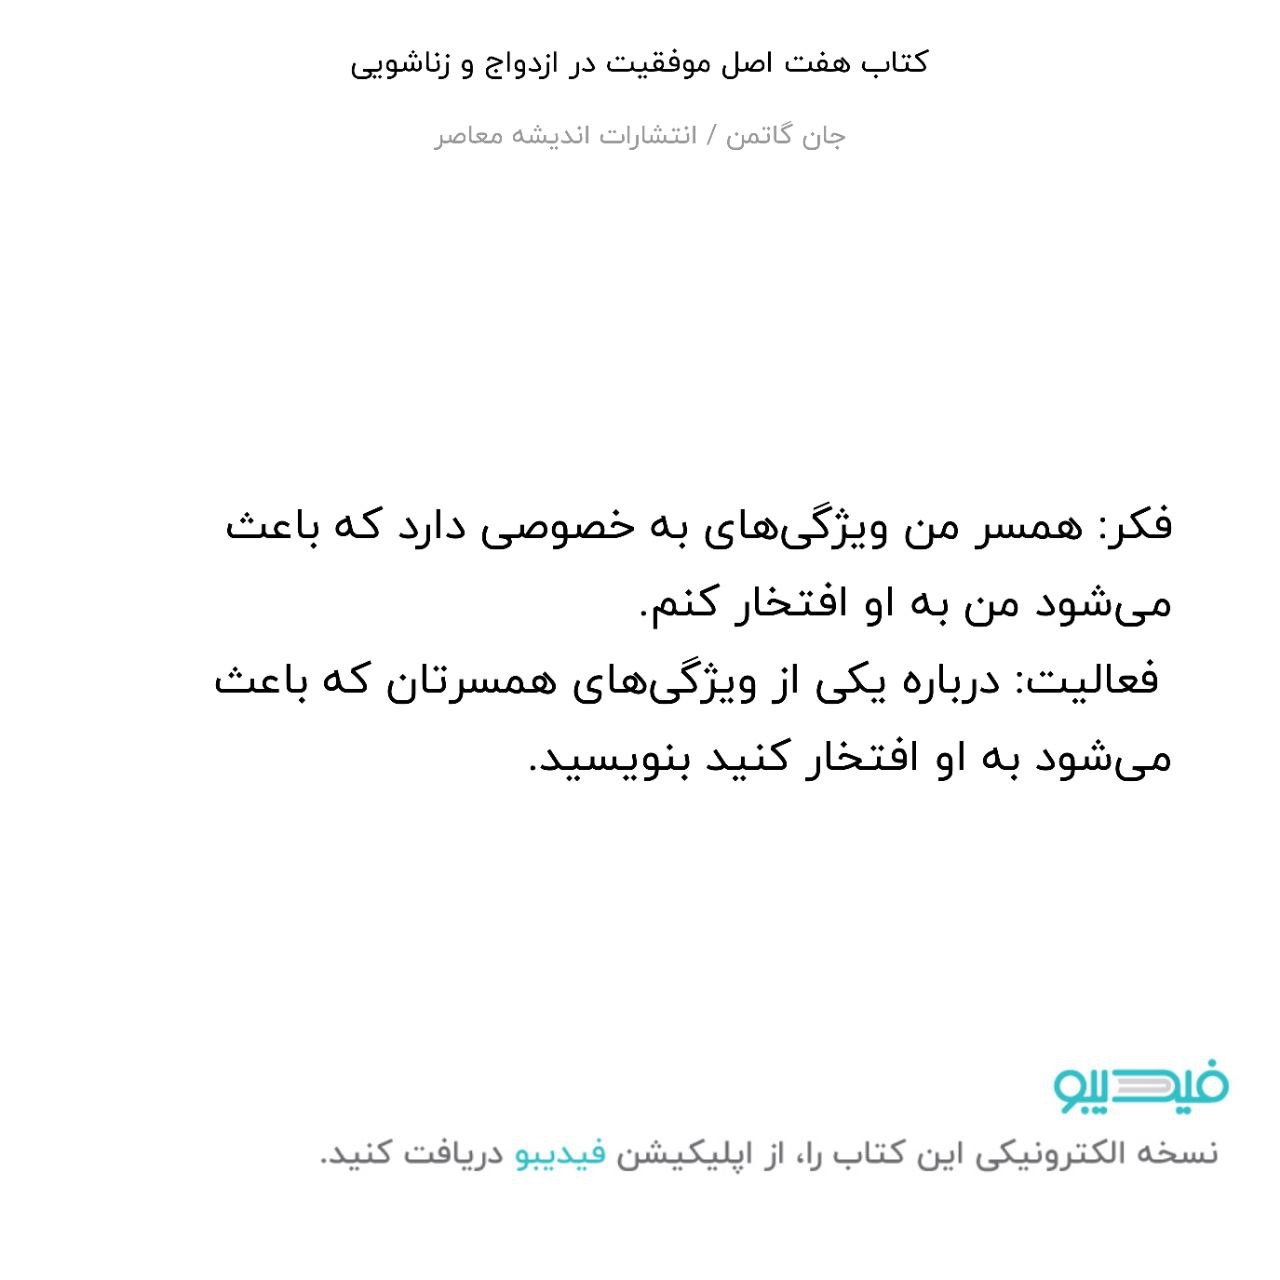 کتاب هفت اصل موفقیت در ازدواج و زناشویی
جان گاتمن / انتشارات اندیشه معاصر
فکر: همسر من ویژگی‌های به خصوصی دارد که باعث
می‌شود من به او افتخار کنم.
فعالیت: درباره یکی از ویژگی‌های همسرتان که باعث
می‌شود به او افتخار کنید بنویسید.
فیدیبو
نسخه الکترونیکی این کتاب را، از اپلیکیشن فیدیبو دریافت کنید.